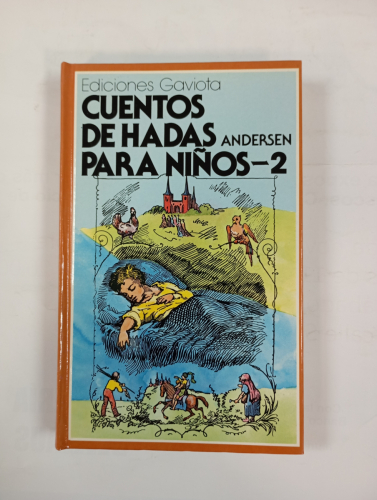 Ediciones Gaviota
CUENTOS
DE HADAS ANDERSEN
PARA NIÑOS-2